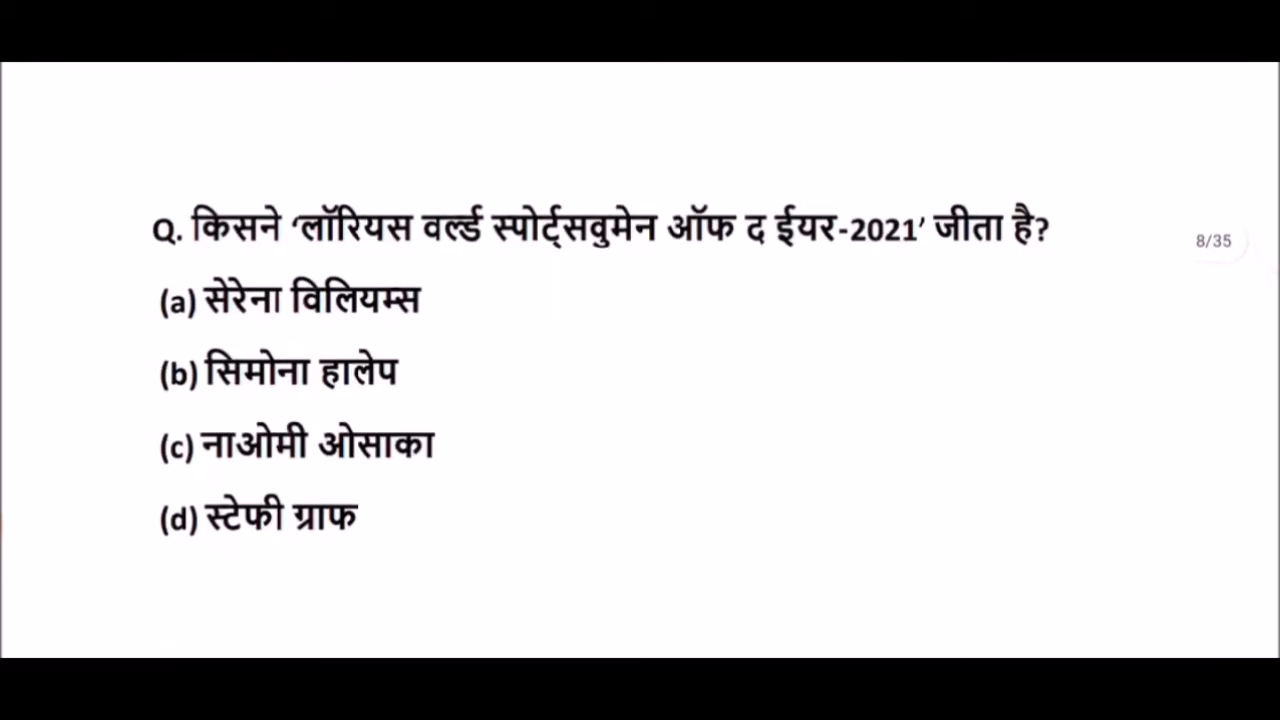 Q. किसने ‘लॉरियस वर्ल्ड स्पोर्ट्सवुमेन ऑफ द ईयर-2021’ जीता है?
8/35
(a) सेरेना विलियम्स
(b) सिमोना हालेप
(c) नाओमी ओसाका
(d) स्टेफी ग्राफ